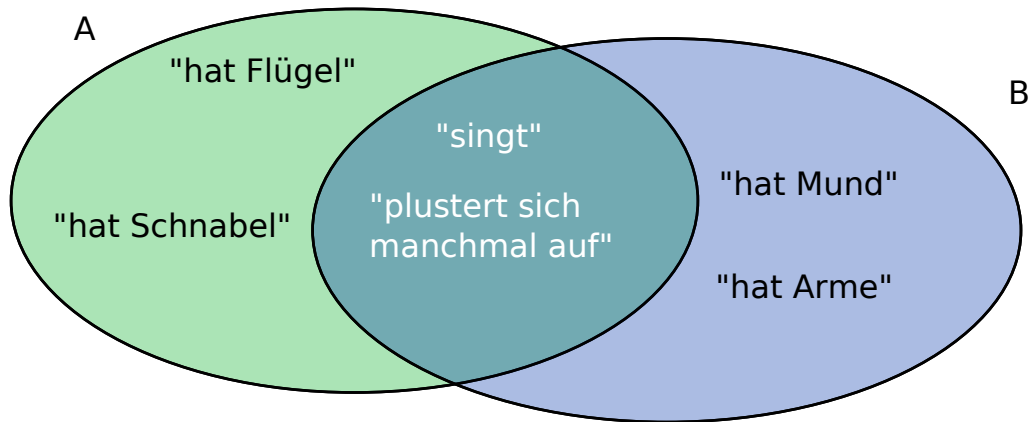 A
"hat Flügel"
B
"singt"
"hat Mund"
"plustert sich
manchmal auf"
"hat Schnabel"
"hat Arme"